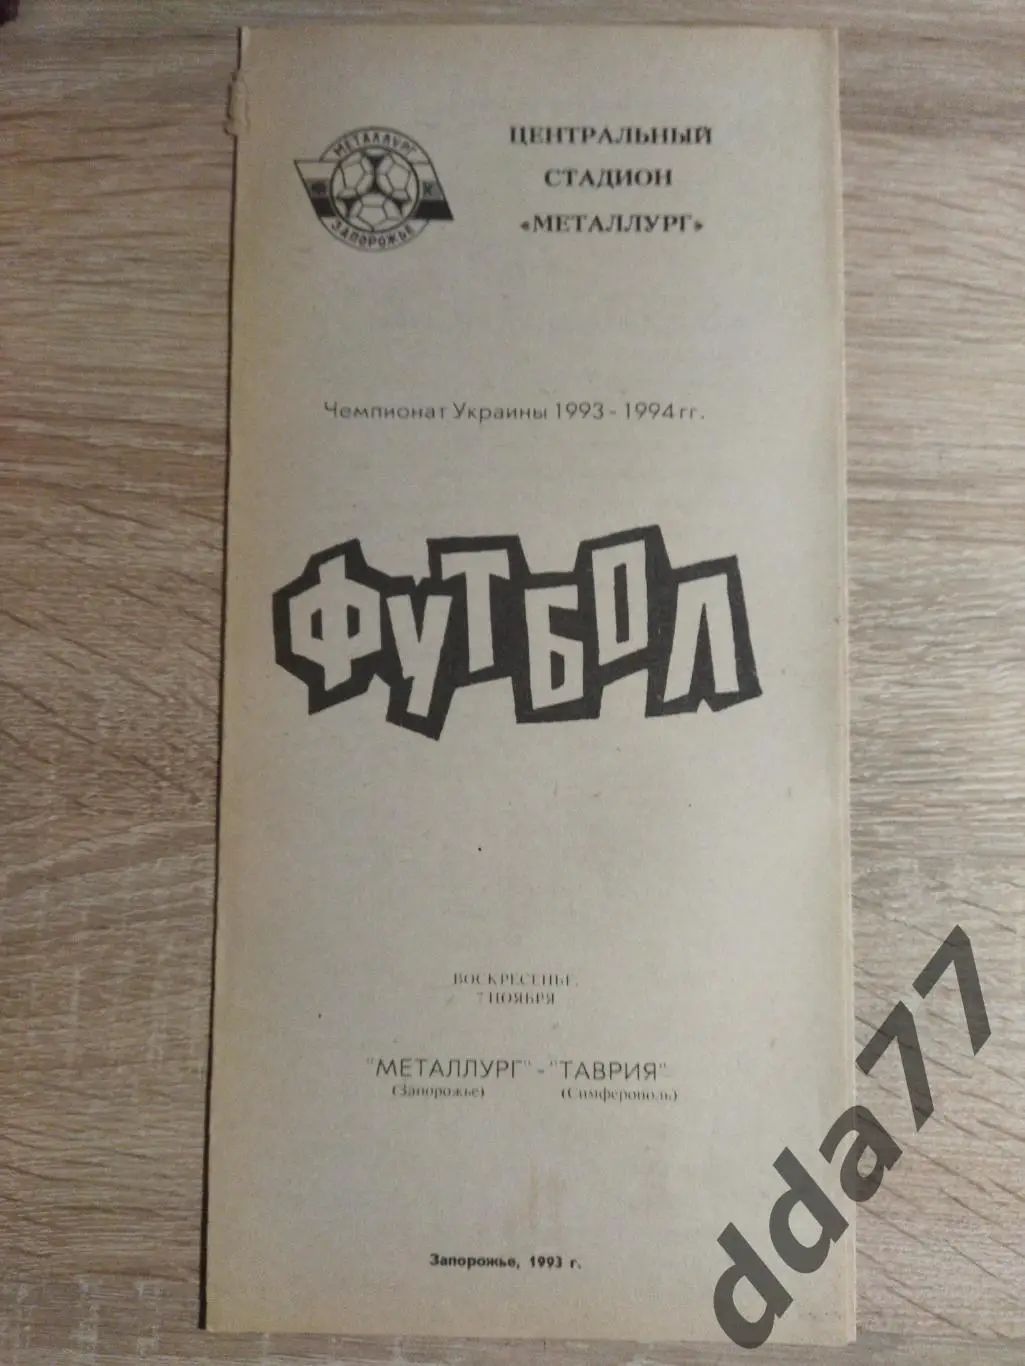 МЕТАЛЛУРГ
ЗАПОРОЖЬЕ
ЦЕНТРАЛЬНЫЙ
СТАДИОН
«МЕТАЛЛУРГ»
Чемпионат Украины 1993 - 1994 гг.
ФУТБОЛ
ВОСКРЕСЕНЬЕ,
7 НОЯБРЯ
"МЕТАЛЛУРГ" - "ТАВРИЯ"
(Запорожье) (Симферополь)
Запорожье, 1993 г.
dda77